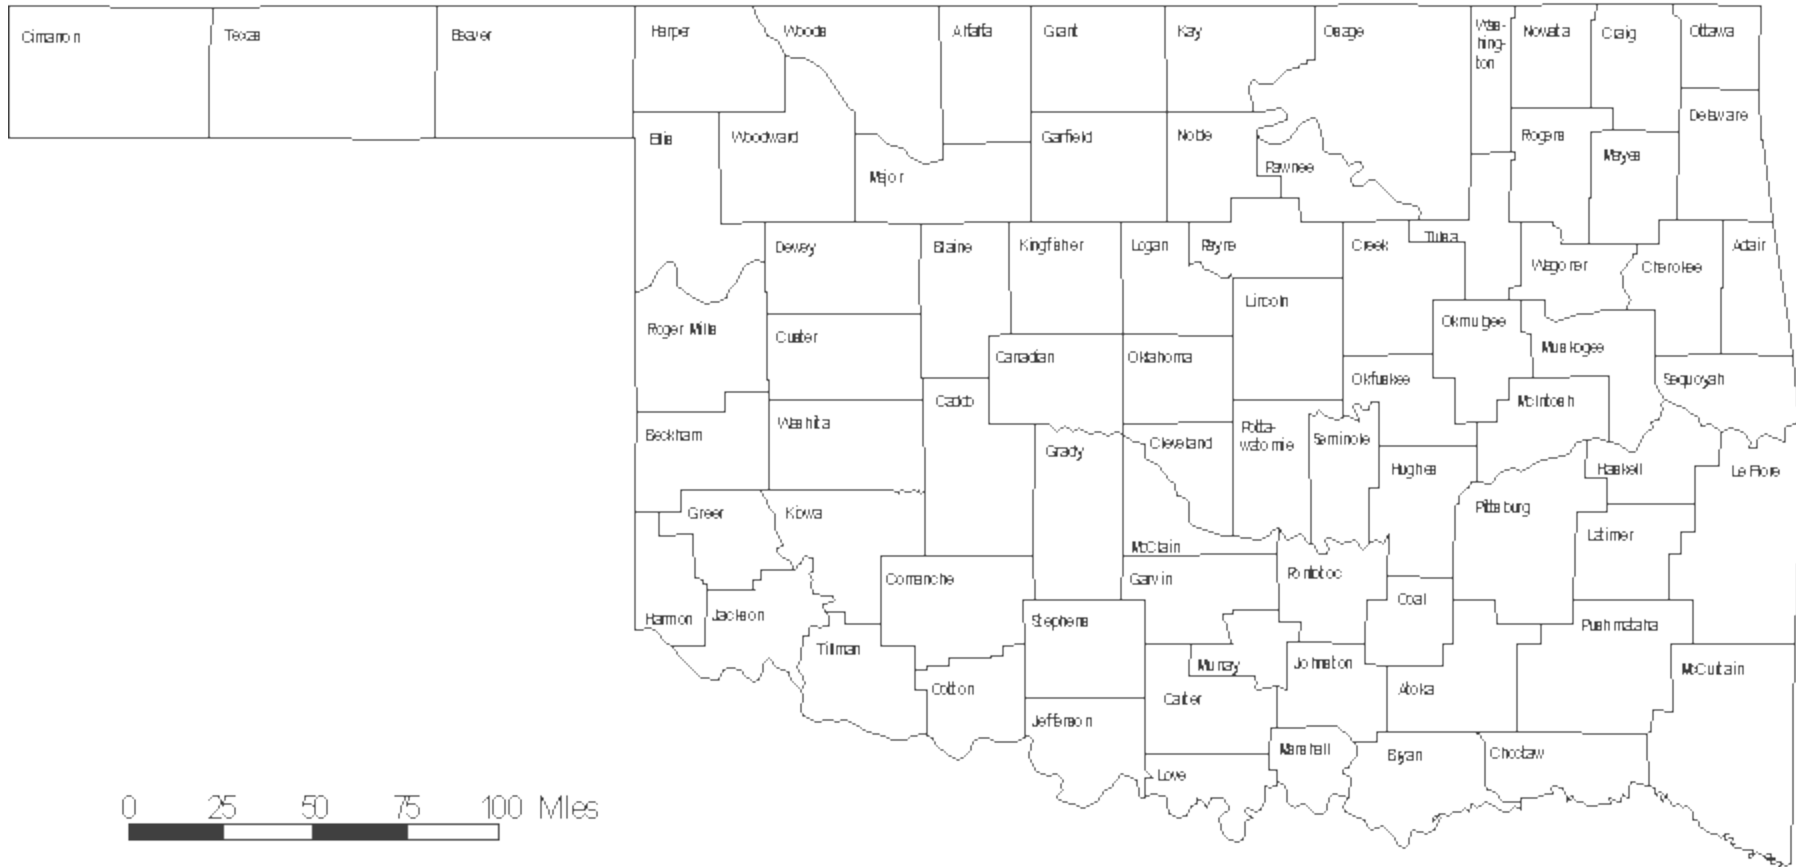 Cimarron
Texas
Beaver
Harper
Woods
Alfalfa
Grant
Kay
Osage
Was-
hing-
ton
Nowata
Craig
Ottawa
Ellis
Woodward
Major
Garfield
Noble
Pawnee
Rogers
Mayes
Delaware
Dewey
Blaine
Kingfisher
Logan
Payne
Creek
Tulsa
Wagoner
Cherokee
Adair
Roger Mills
Custer
Canadian
Oklahoma
Lincoln
Okmulgee
Muskogee
Okfuskee
Sequoyah
Beckham
Washita
Caddo
Grady
Cleveland
Potta-
watomie
Seminole
Hughes
McIntosh
Haskell
Le Flore
Greer
Kiowa
McClain
Pittsburg
Latimer
Harmon
Jackson
Comanche
Garvin
Pontotoc
Coal
Pushmataha
Tillman
Stephens
Murray
Johnston
Atoka
McCurtain
Cotton
Jefferson
Carter
Love
Marshall
Bryan
Choctaw
0 25 50 75 100 Miles